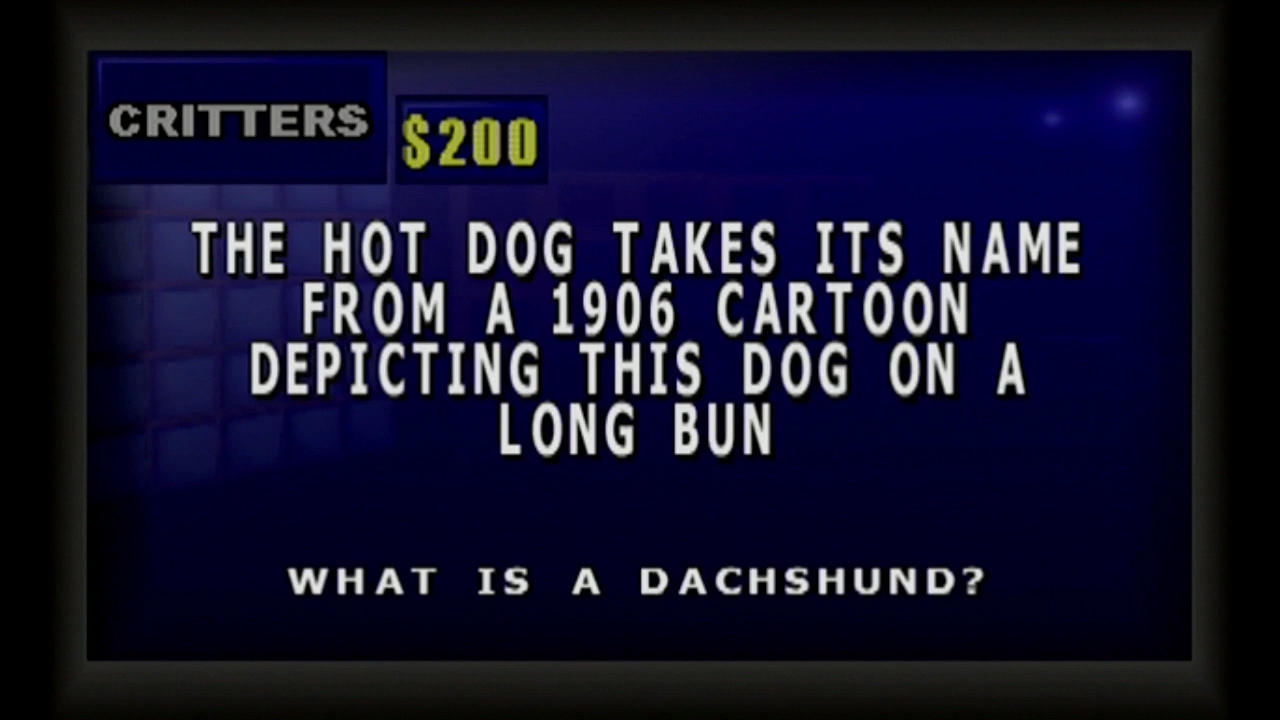 CRITTERS
$200
THE HOT DOG TAKES ITS NAME
FROM A 1906 CARTOON
DEPICTING THIS DOG ON A
LONG BUN
WHAT IS A DACHSHUND?